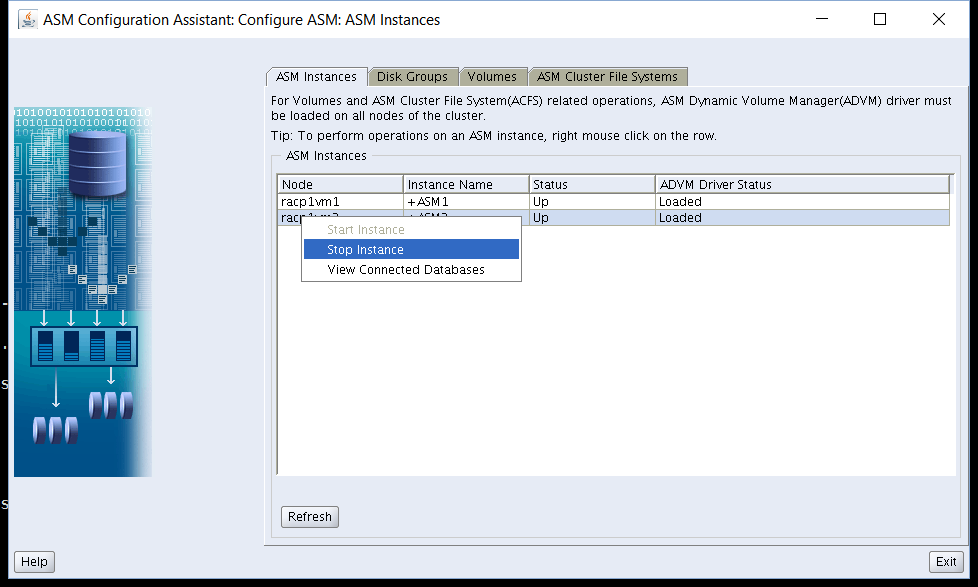 ASM Configuration Assistant: Configure ASM: ASM Instances
ASM Instances Disk Groups Volumes ASM Cluster File Systems
For Volumes and ASM Cluster File System(ACFS) related operations, ASM Dynamic Volume Manager(ADVM) driver must
be loaded on all nodes of the cluster.
Tip: To perform operations on an ASM instance, right mouse click on the row.
ASM Instances
Node Instance Name Status ADVM Driver Status
racp1vm1 +ASM1 Up Loaded
Up Loaded
Start Instance
Stop Instance
View Connected Databases
Refresh
Help Exit